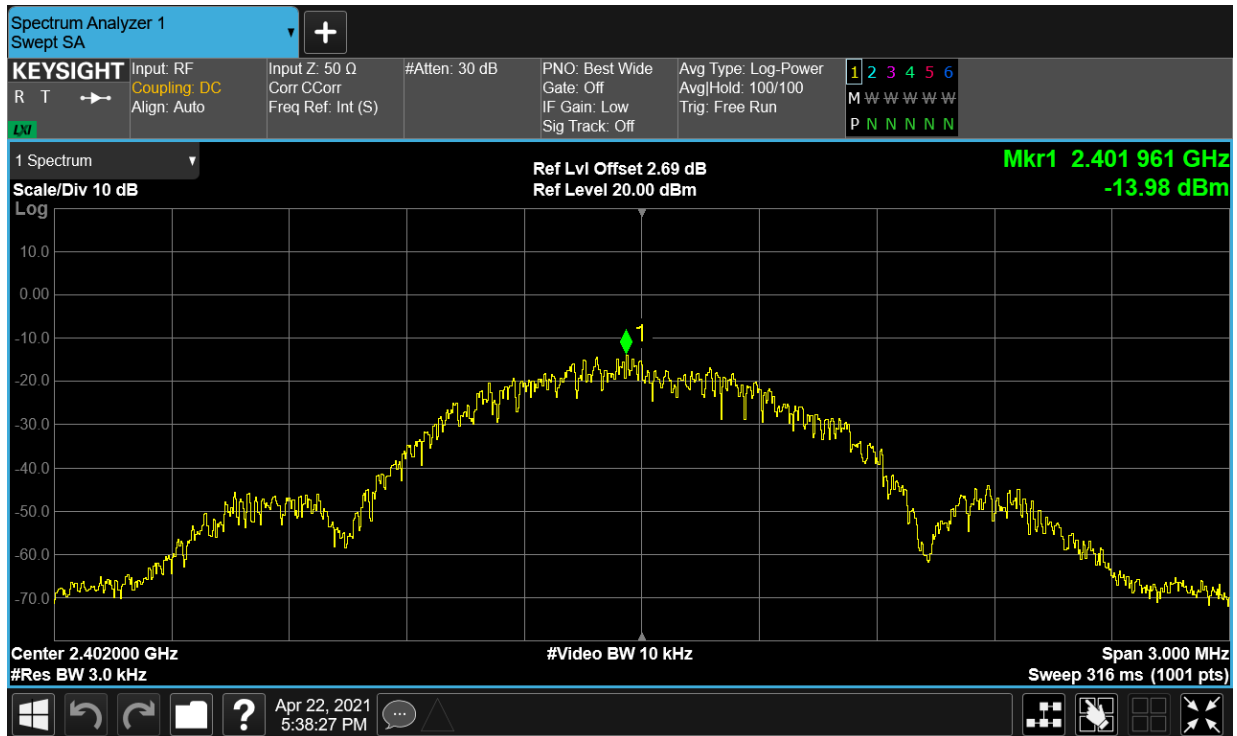 Spectrum Analyzer 1
Swept SA
+
KEYSIGHT
R T
LXI
Input: RF
Coupling: DC
Align: Auto
Input Z: 50 Ω
Corr CCorr
Freq Ref: Int (S)
#Atten: 30 dB
PNO: Best Wide
Gate: Off
IF Gain: Low
Sig Track: Off
Avg Type: Log-Power
Avg|Hold: 100/100
Trig: Free Run
1 2 3 4 5 6
M W W W W W
P N N N N N
1 Spectrum
Scale/Div 10 dB
Log
Ref Lvl Offset 2.69 dB
Ref Level 20.00 dBm
Mkr1 2.401 961 GHz
-13.98 dBm
10.0
0.00
-10.0
-20.0
-30.0
-40.0
-50.0
-60.0
-70.0
1
Center 2.402000 GHz
#Res BW 3.0 kHz
#Video BW 10 kHz
Span 3.000 MHz
Sweep 316 ms (1001 pts)
?
Apr 22, 2021
5:38:27 PM